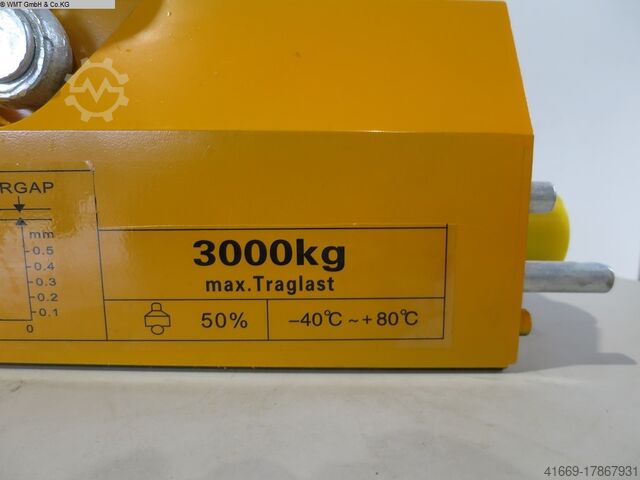 ® WMT GmbH & Co.KG
RGAP
mm
0.5
0.4
0.3
0.2
0.1
0
3000kg
max.Traglast
50%
-40℃ ~ +80℃
41669-17867931